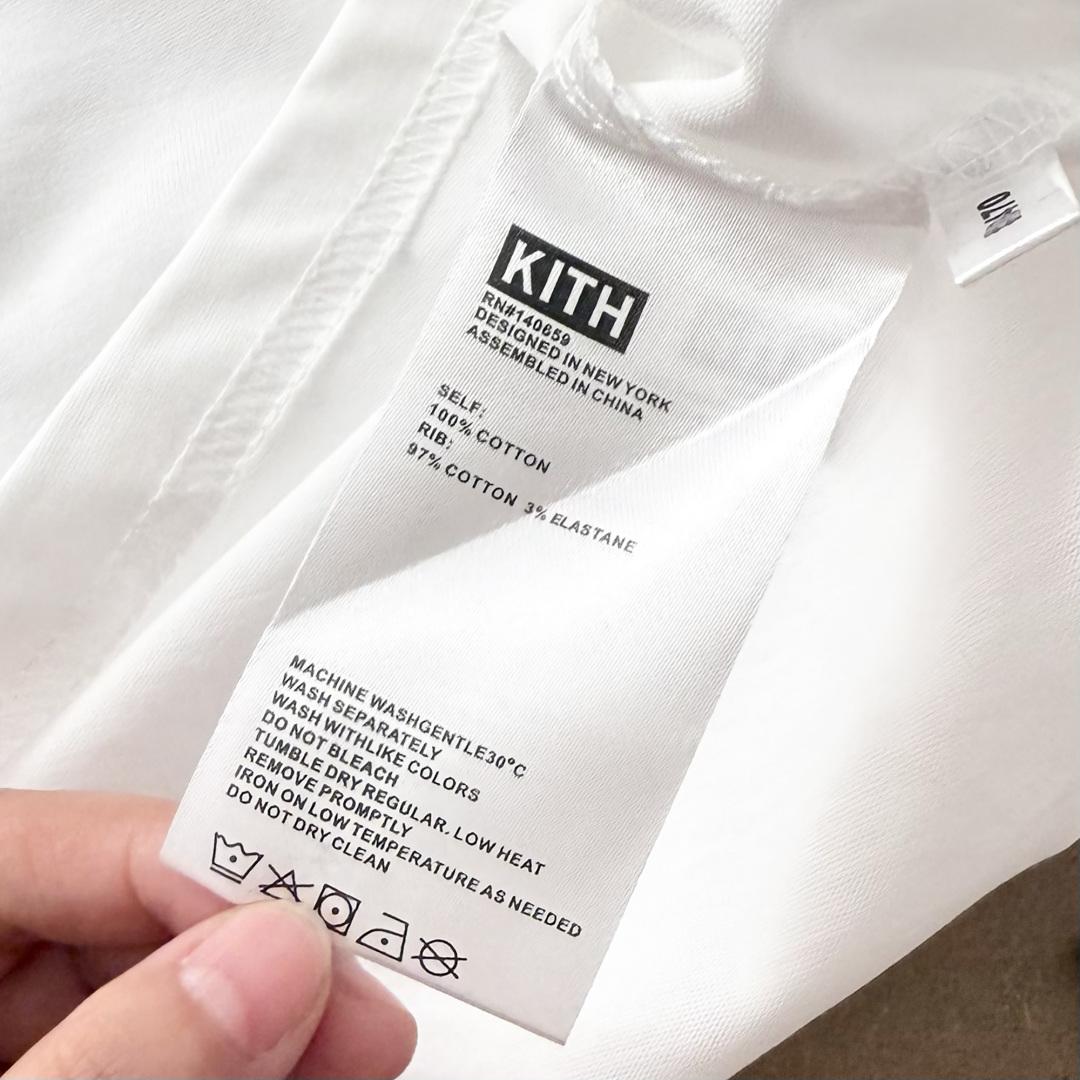 KITH
RN#140659
DESIGNED IN NEW YORK
ASSEMBLED IN CHINA
SELF:
100% COTTON
RIB:
97% COTTON 3% ELASTANE
MACHINE WASHGENTLE30°C
WASH SEPARATELY
WASH WITHLIKE COLORS
DO NOT BLEACH
TUMBLE DRY REGULAR, LOW HEAT
REMOVE PROMPTLY
IRON ON LOW TEMPERATURE AS NEEDED
DO NOT DRY CLEAN